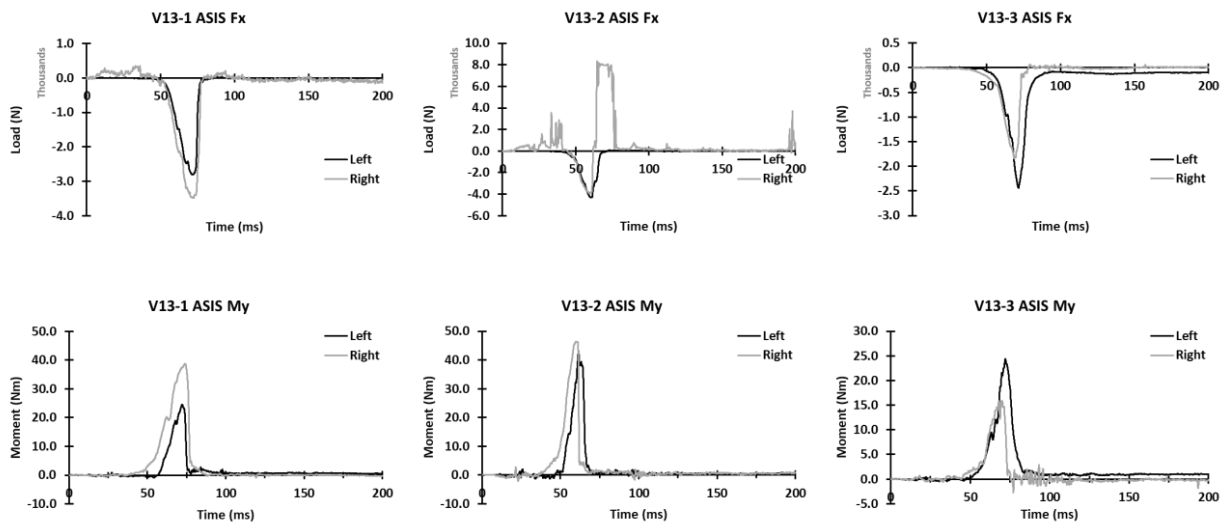 V13-1 ASIS Fx
Thousands
Load (N)
1.0
0.0
-1.0
-2.0
-3.0
-4.0
0
50
100
150
200
Left
Right
Time (ms)
V13-2 ASIS Fx
Thousands
Load (N)
10.0
8.0
6.0
4.0
2.0
0.0
-2.0
-4.0
-6.0
0
50
100
150
200
Left
Right
Time (ms)
V13-3 ASIS Fx
Thousands
Load (N)
0.5
0.0
-0.5
-1.0
-1.5
-2.0
-2.5
-3.0
0
50
100
150
200
Left
Right
Time (ms)
V13-1 ASIS My
Moment (Nm)
50.0
40.0
30.0
20.0
10.0
0.0
-10.0
0
50
100
150
200
Left
Right
Time (ms)
V13-2 ASIS My
Moment (Nm)
50.0
40.0
30.0
20.0
10.0
0.0
-10.0
0
50
100
150
200
Left
Right
Time (ms)
V13-3 ASIS My
Moment (Nm)
30.0
25.0
20.0
15.0
10.0
5.0
0.0
-5.0
0
50
100
150
200
Left
Right
Time (ms)